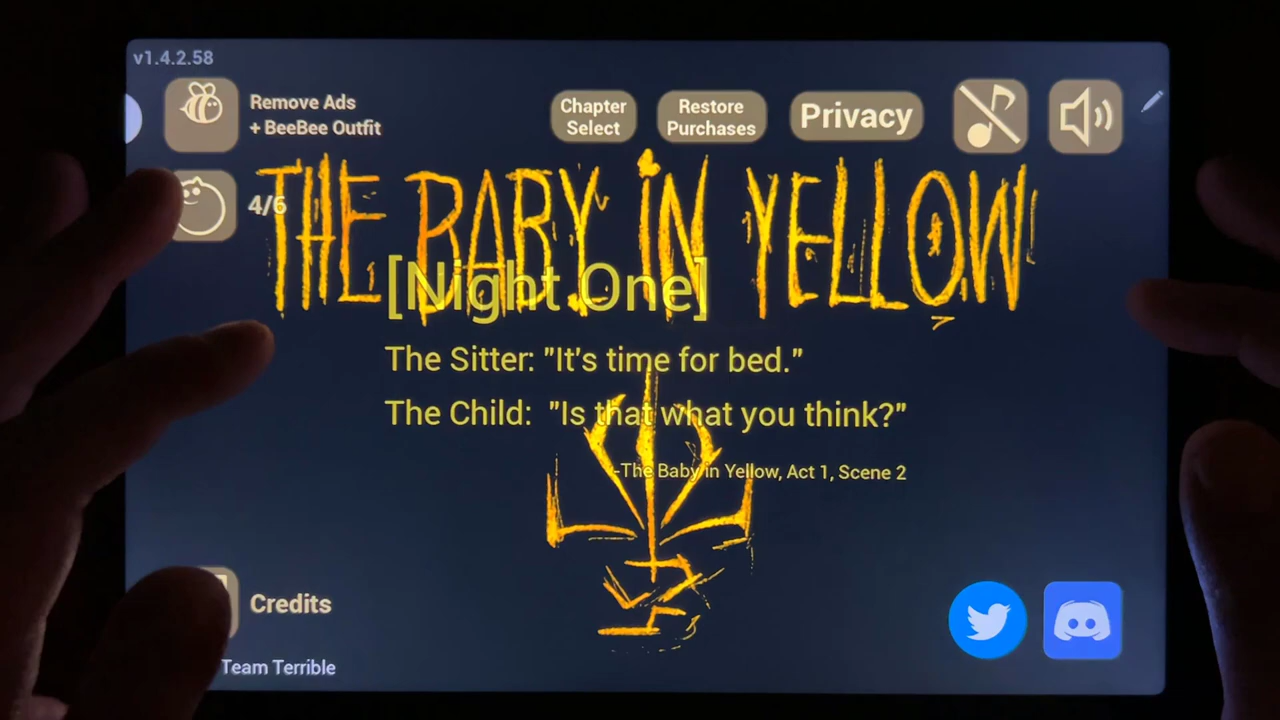 v1.4.2.58
Remove Ads
+ BeeBee Outfit
Chapter
Select
Restore
Purchases
Privacy
4/6
THE BABY IN YELLOW
[Night One]
The Sitter: "It's time for bed."
The Child: "Is that what you think?"
-The Baby in Yellow, Act 1, Scene 2
Credits
Team Terrible